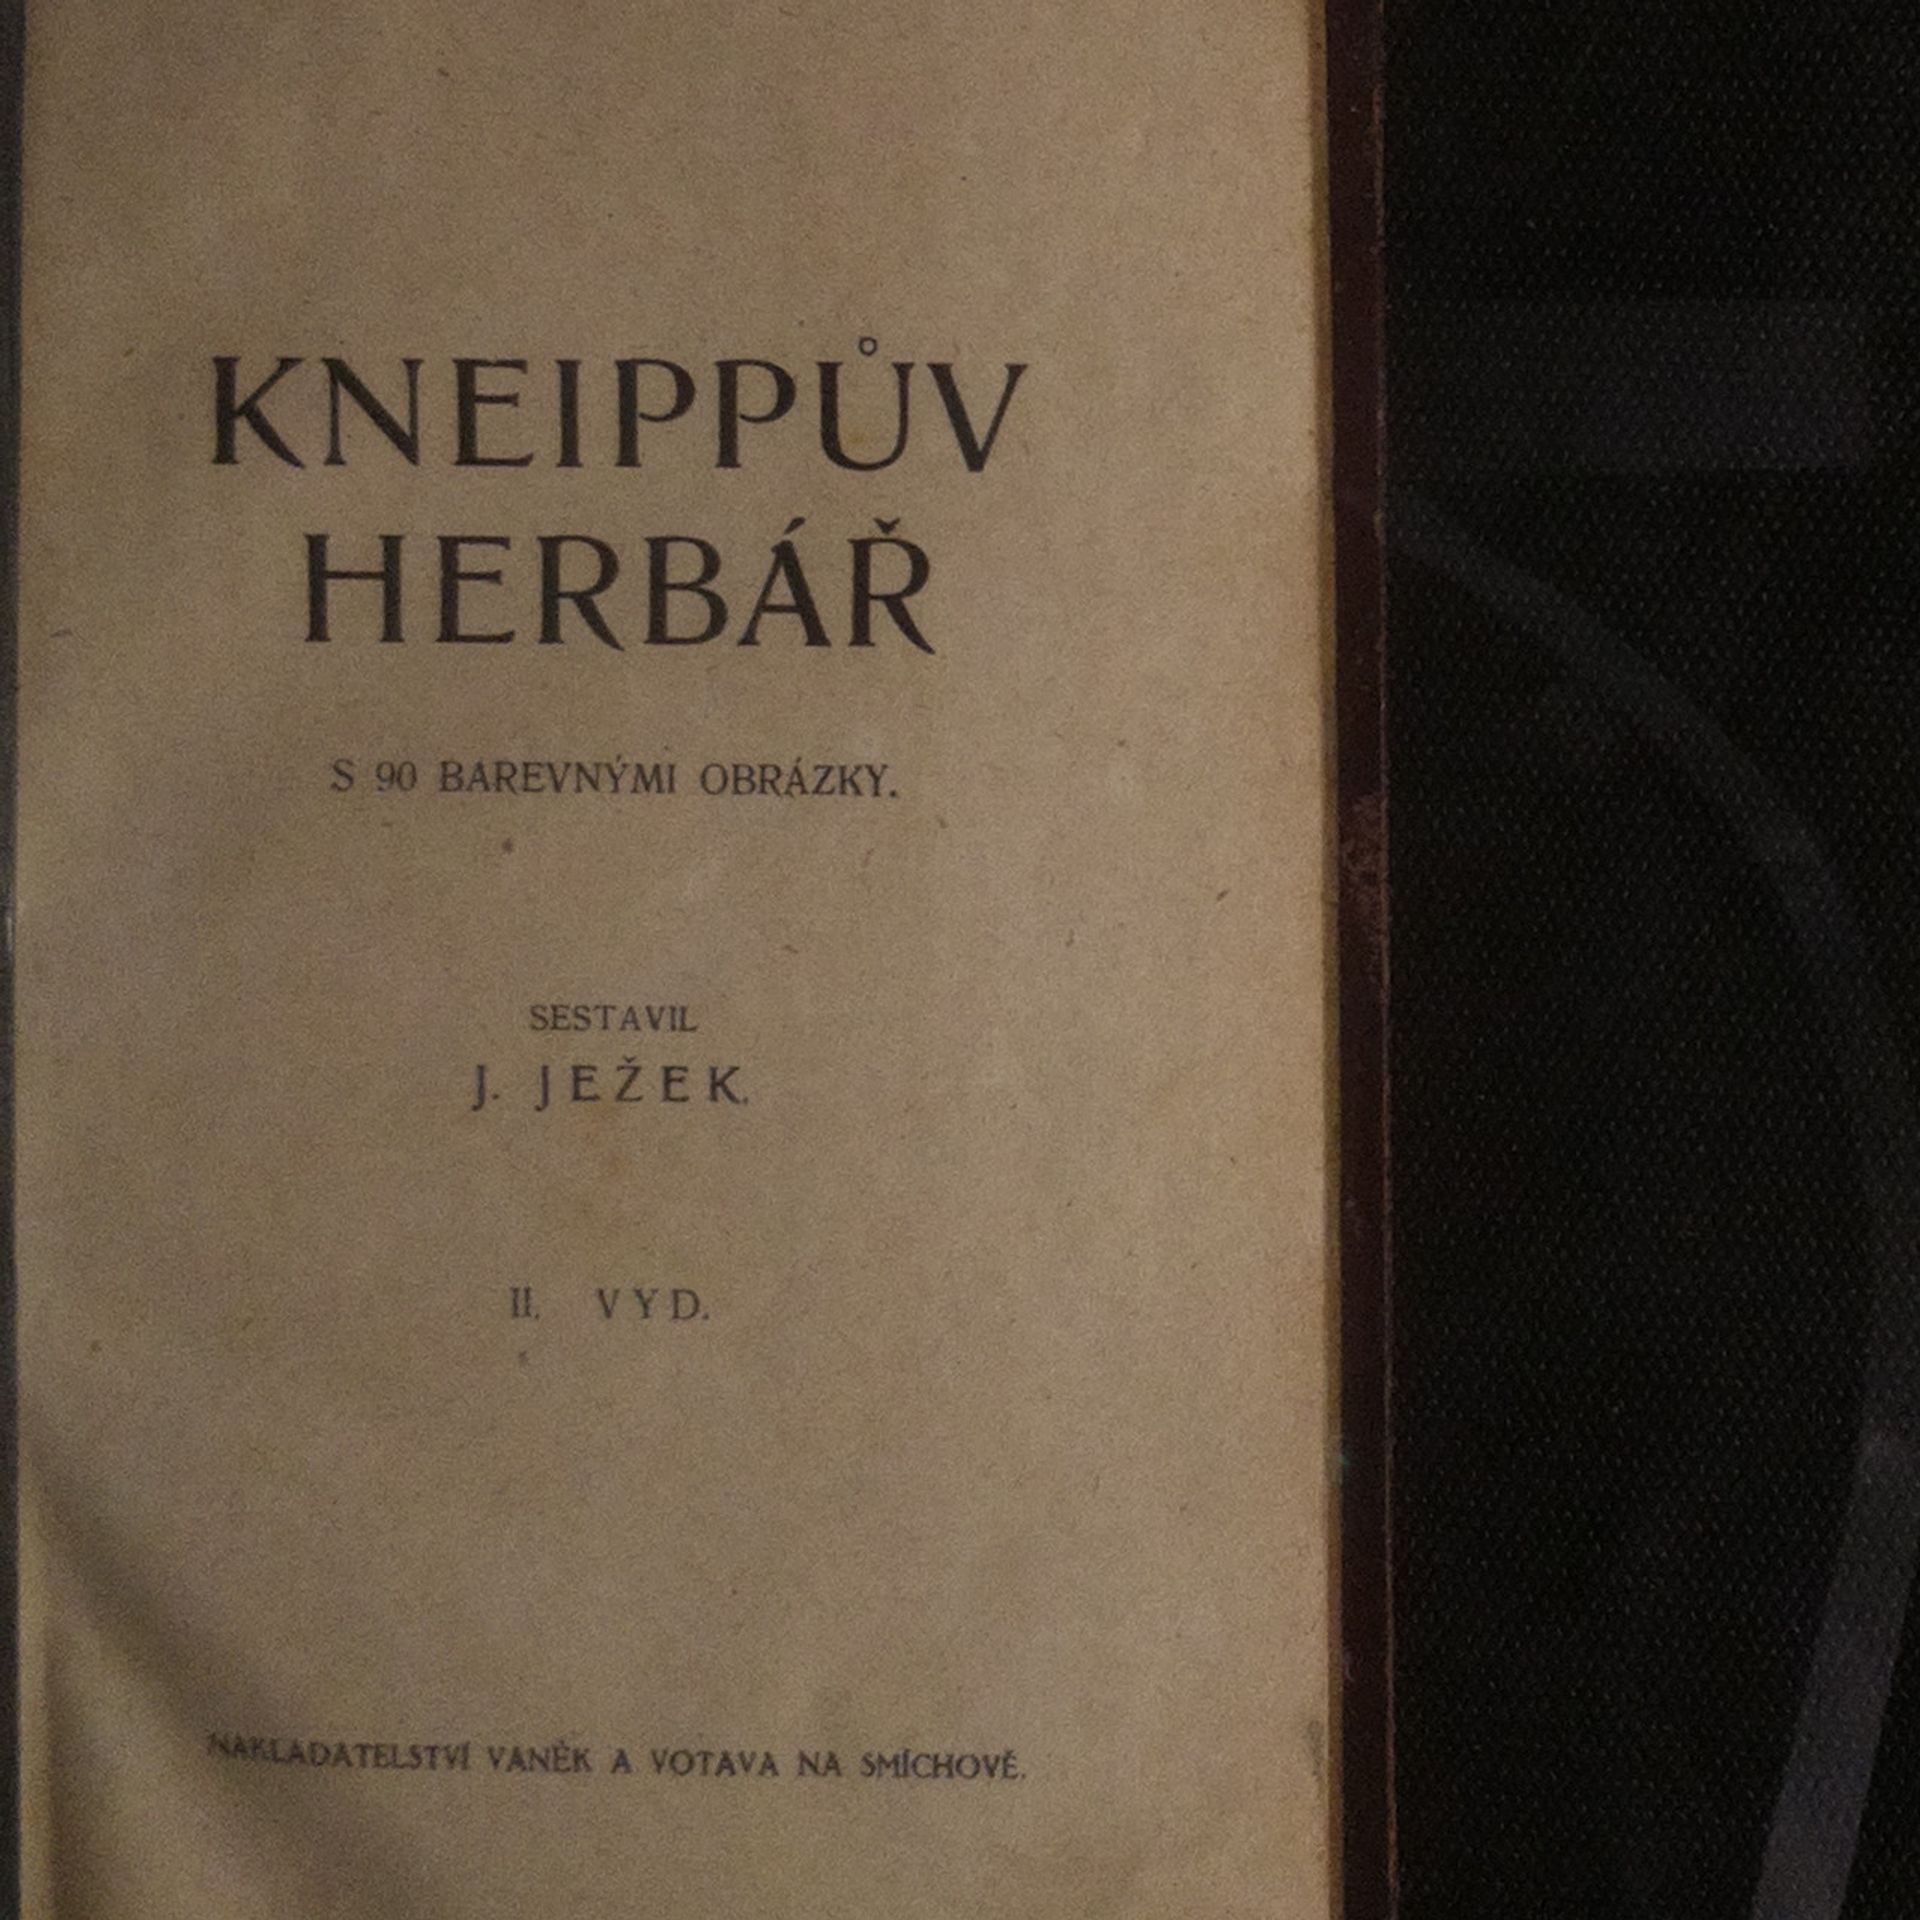 KNEIPPŮV
HERBÁŘ
S 90 BAREVNÝMI OBRÁZKY.
SESTAVIL
J. JEŽEK.
II. VYD.
NAKLADATELSTVÍ VANĚK A VOTAVA NA SMÍCHOVĚ.